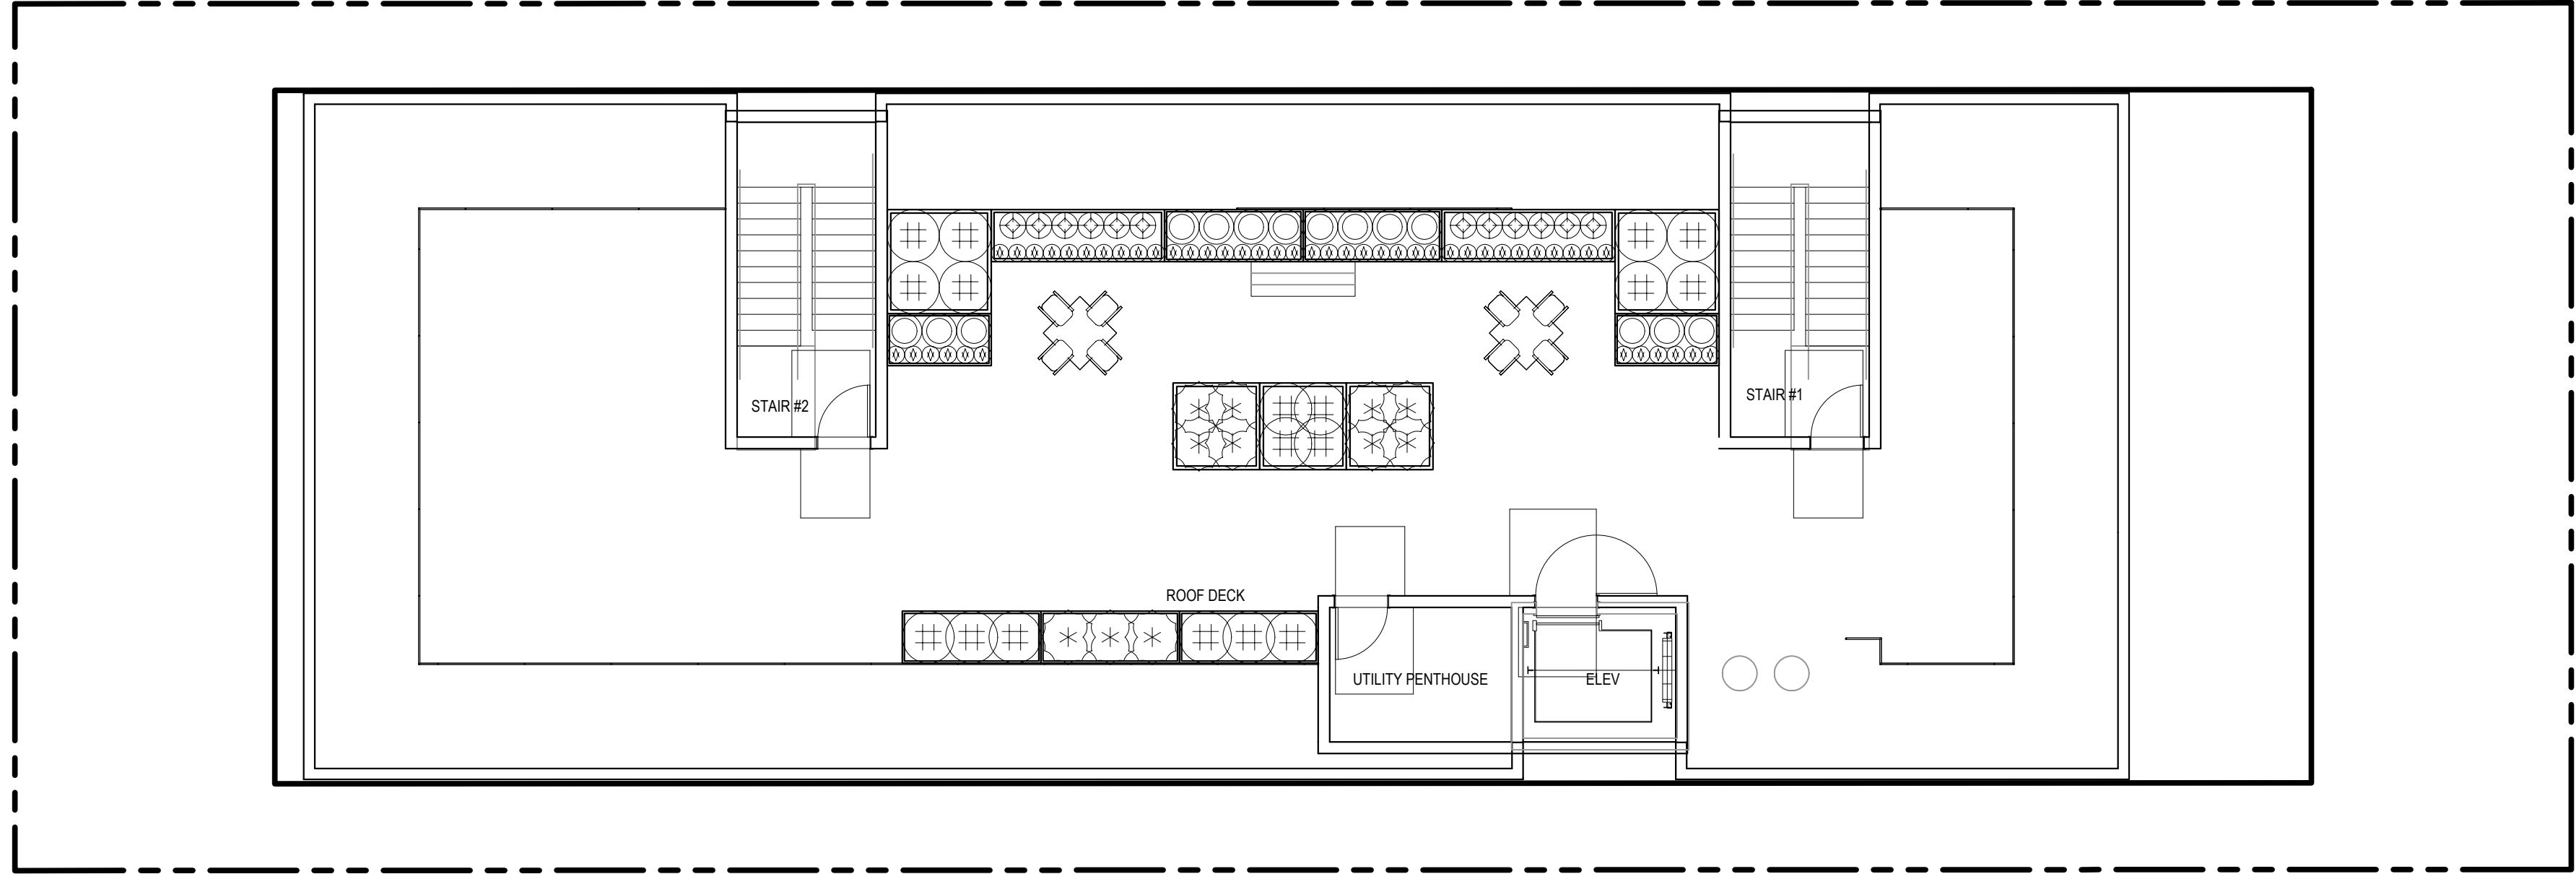 STAIR #2
STAIR #1
ROOF DECK
UTILITY PENTHOUSE
ELEV